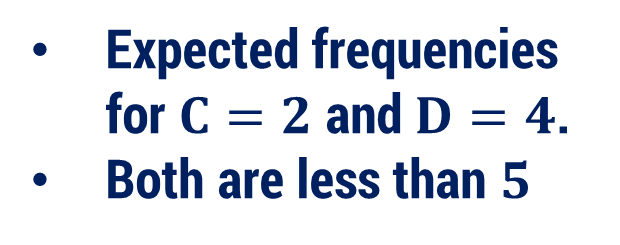 • Expected frequencies
for C = 2 and D = 4.
• Both are less than 5